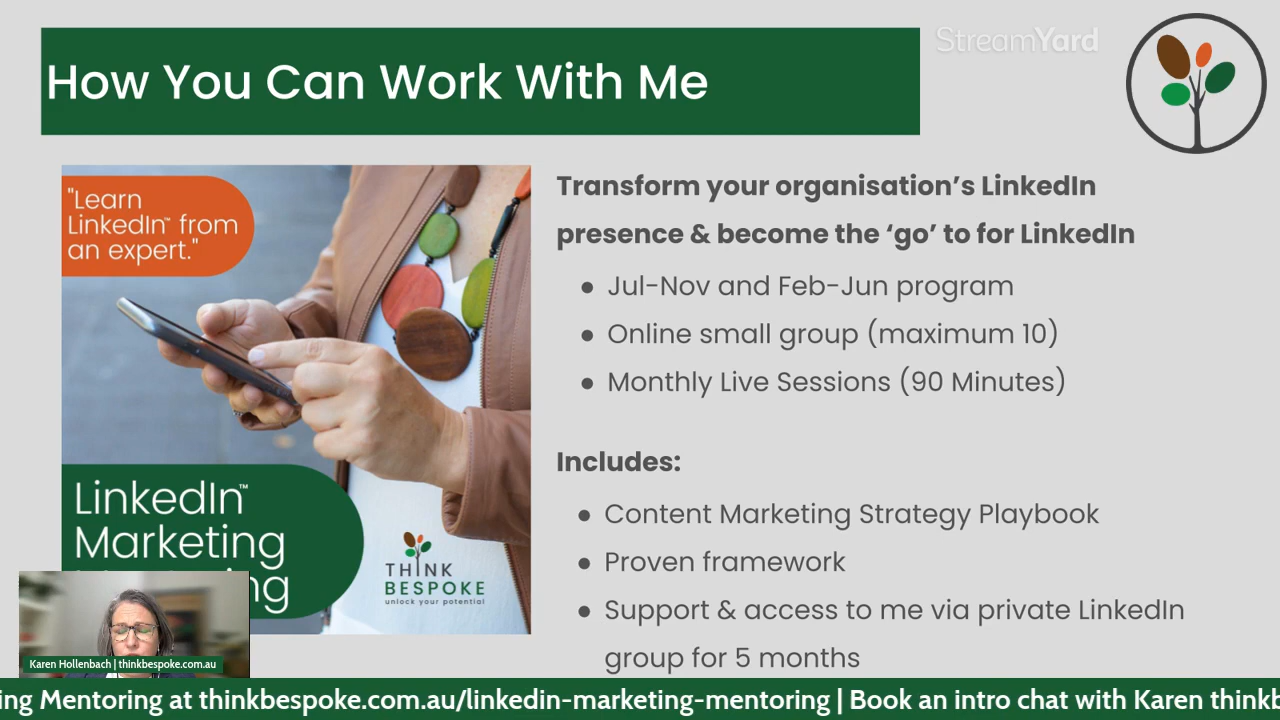 StreamYard
How You Can Work With Me
"Learn
LinkedIn™ from
an expert."
LinkedIn™
Marketing
ng
THINK
BESPOKE
unlock your potential
Transform your organisation's LinkedIn
presence & become the ‘go’ to for LinkedIn
● Jul-Nov and Feb-Jun program
● Online small group (maximum 10)
● Monthly Live Sessions (90 Minutes)
Includes:
● Content Marketing Strategy Playbook
● Proven framework
● Support & access to me via private LinkedIn
group for 5 months
Karen Hollenbach | thinkbespoke.com.au
ing Mentoring at thinkbespoke.com.au/linkedin-marketing-mentoring | Book an intro chat with Karen thinkb